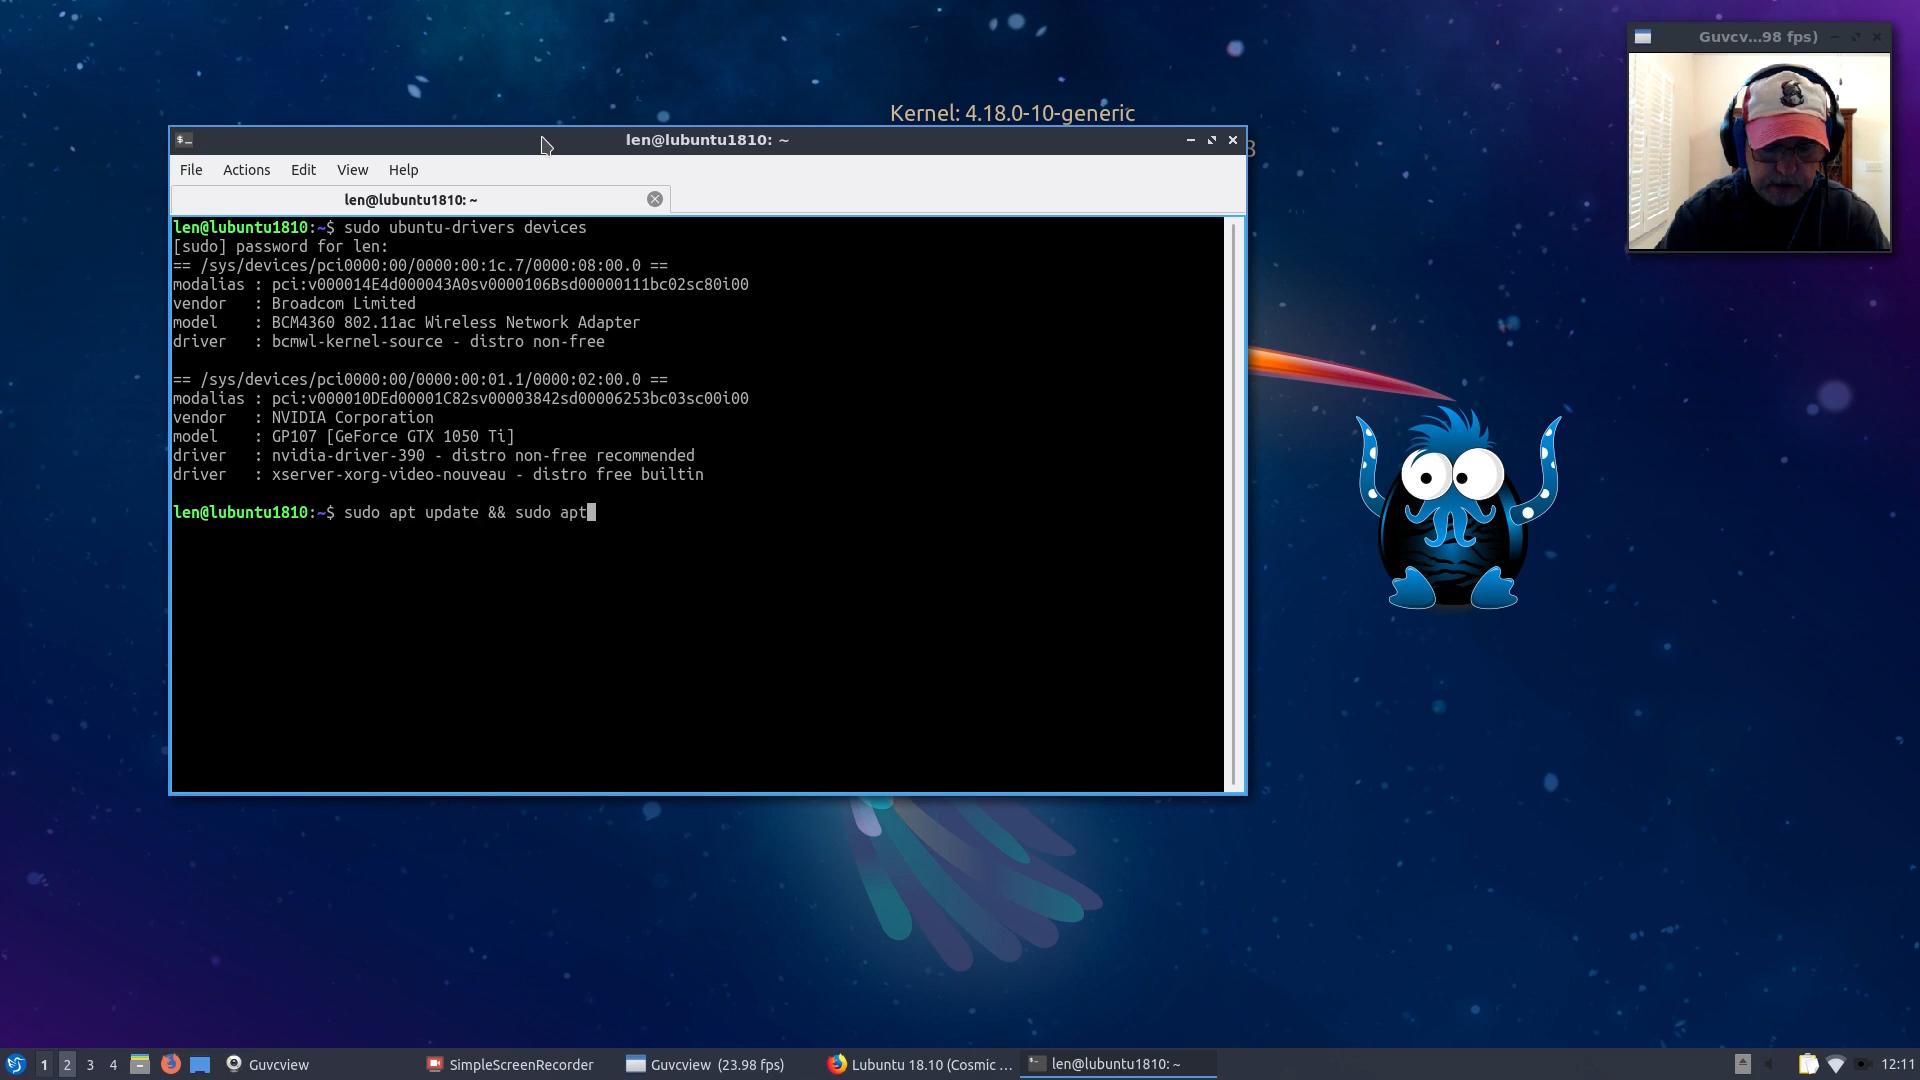 Guvcv...98 fps)
Kernel: 4.18.0-10-generic
len@lubuntu1810: ~
File Actions Edit View Help
len@lubuntu1810: ~
len@lubuntu1810:~$ sudo ubuntu-drivers devices
[sudo] password for len:
== /sys/devices/pci0000:00/0000:00:1c.7/0000:08:00.0 ==
modalias : pci:v000014E4d000043A0sv0000106Bsd00000111bc02sc80i00
vendor   : Broadcom Limited
model    : BCM4360 802.11ac Wireless Network Adapter
driver   : bcmwl-kernel-source - distro non-free
== /sys/devices/pci0000:00/0000:00:01.1/0000:02:00.0 ==
modalias : pci:v000010DEd00001C82sv00003842sd00006253bc03sc00i00
vendor   : NVIDIA Corporation
model    : GP107 [GeForce GTX 1050 Ti]
driver   : nvidia-driver-390 - distro non-free recommended
driver   : xserver-xorg-video-nouveau - distro free builtin
len@lubuntu1810:~$ sudo apt update && sudo apt
1 2 3 4 Guvcview SimpleScreenRecorder Guvcview (23.98 fps) Lubuntu 18.10 (Cosmic ... len@lubuntu1810: ~ 12:11